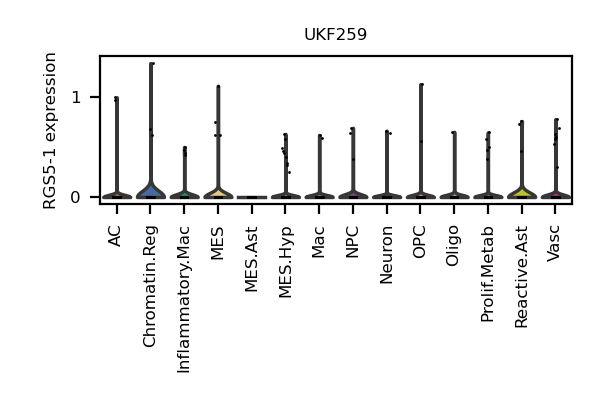 UKF259
RGS5-1 expression
1
0
AC
Chromatin.Reg
Inflammatory.Mac
MES
MES.Ast
MES.Hyp
Mac
NPC
Neuron
OPC
Oligo
Prolif.Metab
Reactive.Ast
Vasc